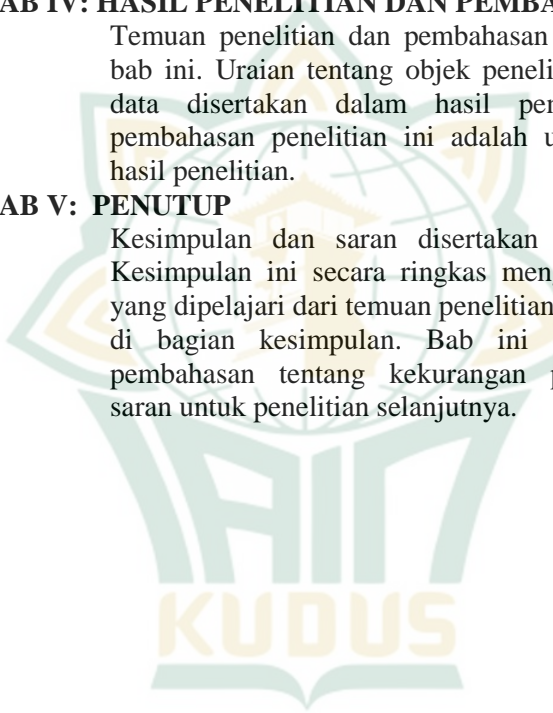 AB IV: HASIL PENELITIAN DAN PEMBA
Temuan penelitian dan pembahasan
bab ini. Uraian tentang objek peneli
data disertakan dalam hasil pen
pembahasan penelitian ini adalah u
hasil penelitian.
AB V: PENUTUP
Kesimpulan dan saran disertakan
Kesimpulan ini secara ringkas men
yang dipelajari dari temuan penelitian
di bagian kesimpulan. Bab ini
pembahasan tentang kekurangan p
saran untuk penelitian selanjutnya.
IAIN
KUDUS